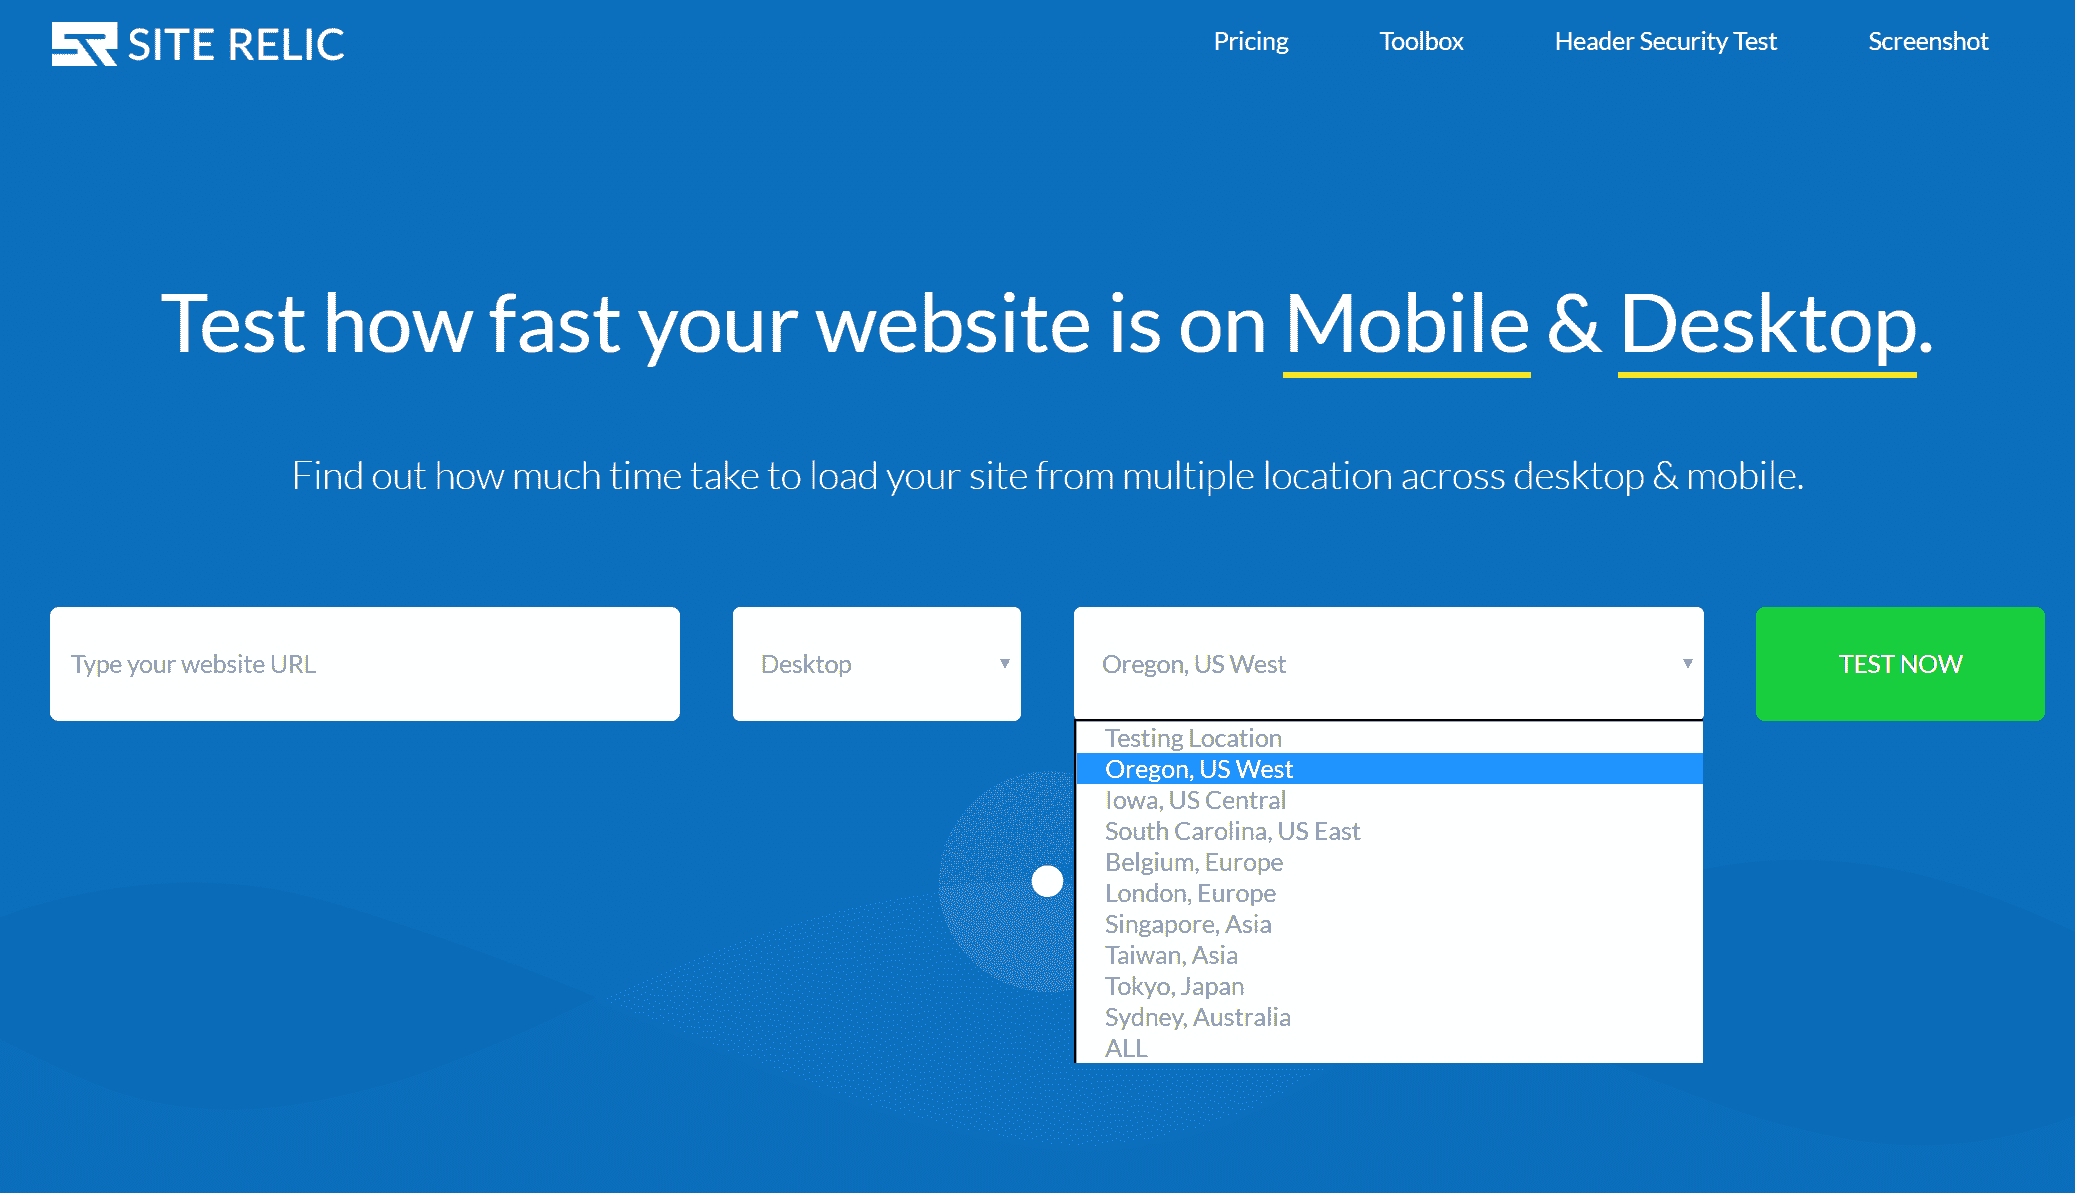 SITE RELIC
Pricing
Toolbox
Header Security Test
Screenshot
Test how fast your website is on Mobile & Desktop.
Find out how much time take to load your site from multiple location across desktop & mobile.
Type your website URL
Desktop
Oregon, US West
TEST NOW
Testing Location
Oregon, US West
Iowa, US Central
South Carolina, US East
Belgium, Europe
London, Europe
Singapore, Asia
Taiwan, Asia
Tokyo, Japan
Sydney, Australia
ALL